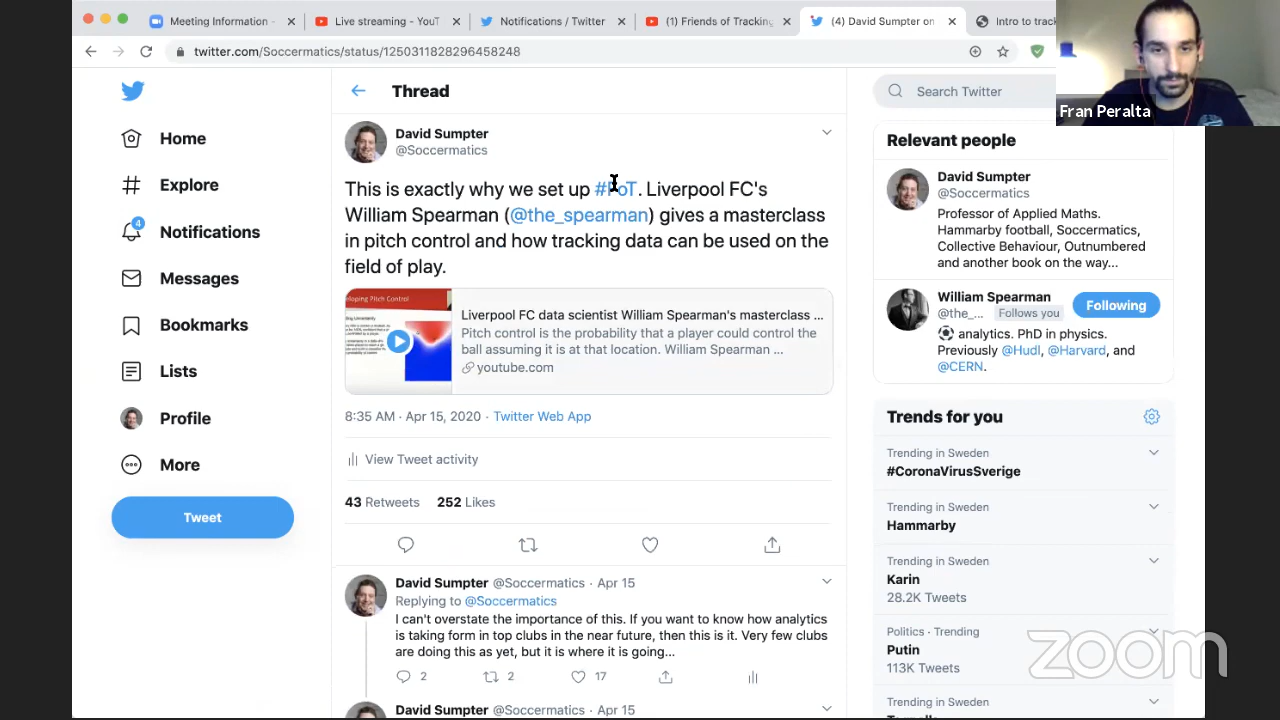 Meeting Information -
Live streaming - YouT
Notifications / Twitter
(1) Friends of Tracking
(4) David Sumpter on
Intro to track
twitter.com/Soccermatics/status/1250311828296458248
Fran Peralta
Home
Explore
4
Notifications
Messages
Bookmarks
Lists
Profile
More
Tweet
Thread
David Sumpter
@Soccermatics
This is exactly why we set up #FoT. Liverpool FC's
William Spearman (@the_spearman) gives a masterclass
in pitch control and how tracking data can be used on the
field of play.
eloping Pitch Control
Liverpool FC data scientist William Spearman's masterclass ...
Pitch control is the probability that a player could control the
ball assuming it is at that location. William Spearman ...
youtube.com
8:35 AM · Apr 15, 2020 · Twitter Web App
View Tweet activity
43 Retweets 252 Likes
David Sumpter @Soccermatics · Apr 15
Replying to @Soccermatics
I can't overstate the importance of this. If you want to know how analytics
is taking form in top clubs in the near future, then this is it. Very few clubs
are doing this as yet, but it is where it is going...
2 2 17
David Sumpter @Soccermatics · Apr 15
Search Twitter
Relevant people
David Sumpter
@Soccermatics
Professor of Applied Maths.
Hammarby football, Soccermatics,
Collective Behaviour, Outnumbered
and another book on the way...
William Spearman
@the_... Follows you
Following
analytics. PhD in physics.
Previously @Hudl, @Harvard, and
@CERN.
Trends for you
Trending in Sweden
#CoronaVirusSverige
Trending in Sweden
Hammarby
Trending in Sweden
Karin
28.2K Tweets
Politics · Trending
Putin
113K Tweets
Trending in Sweden
zoom